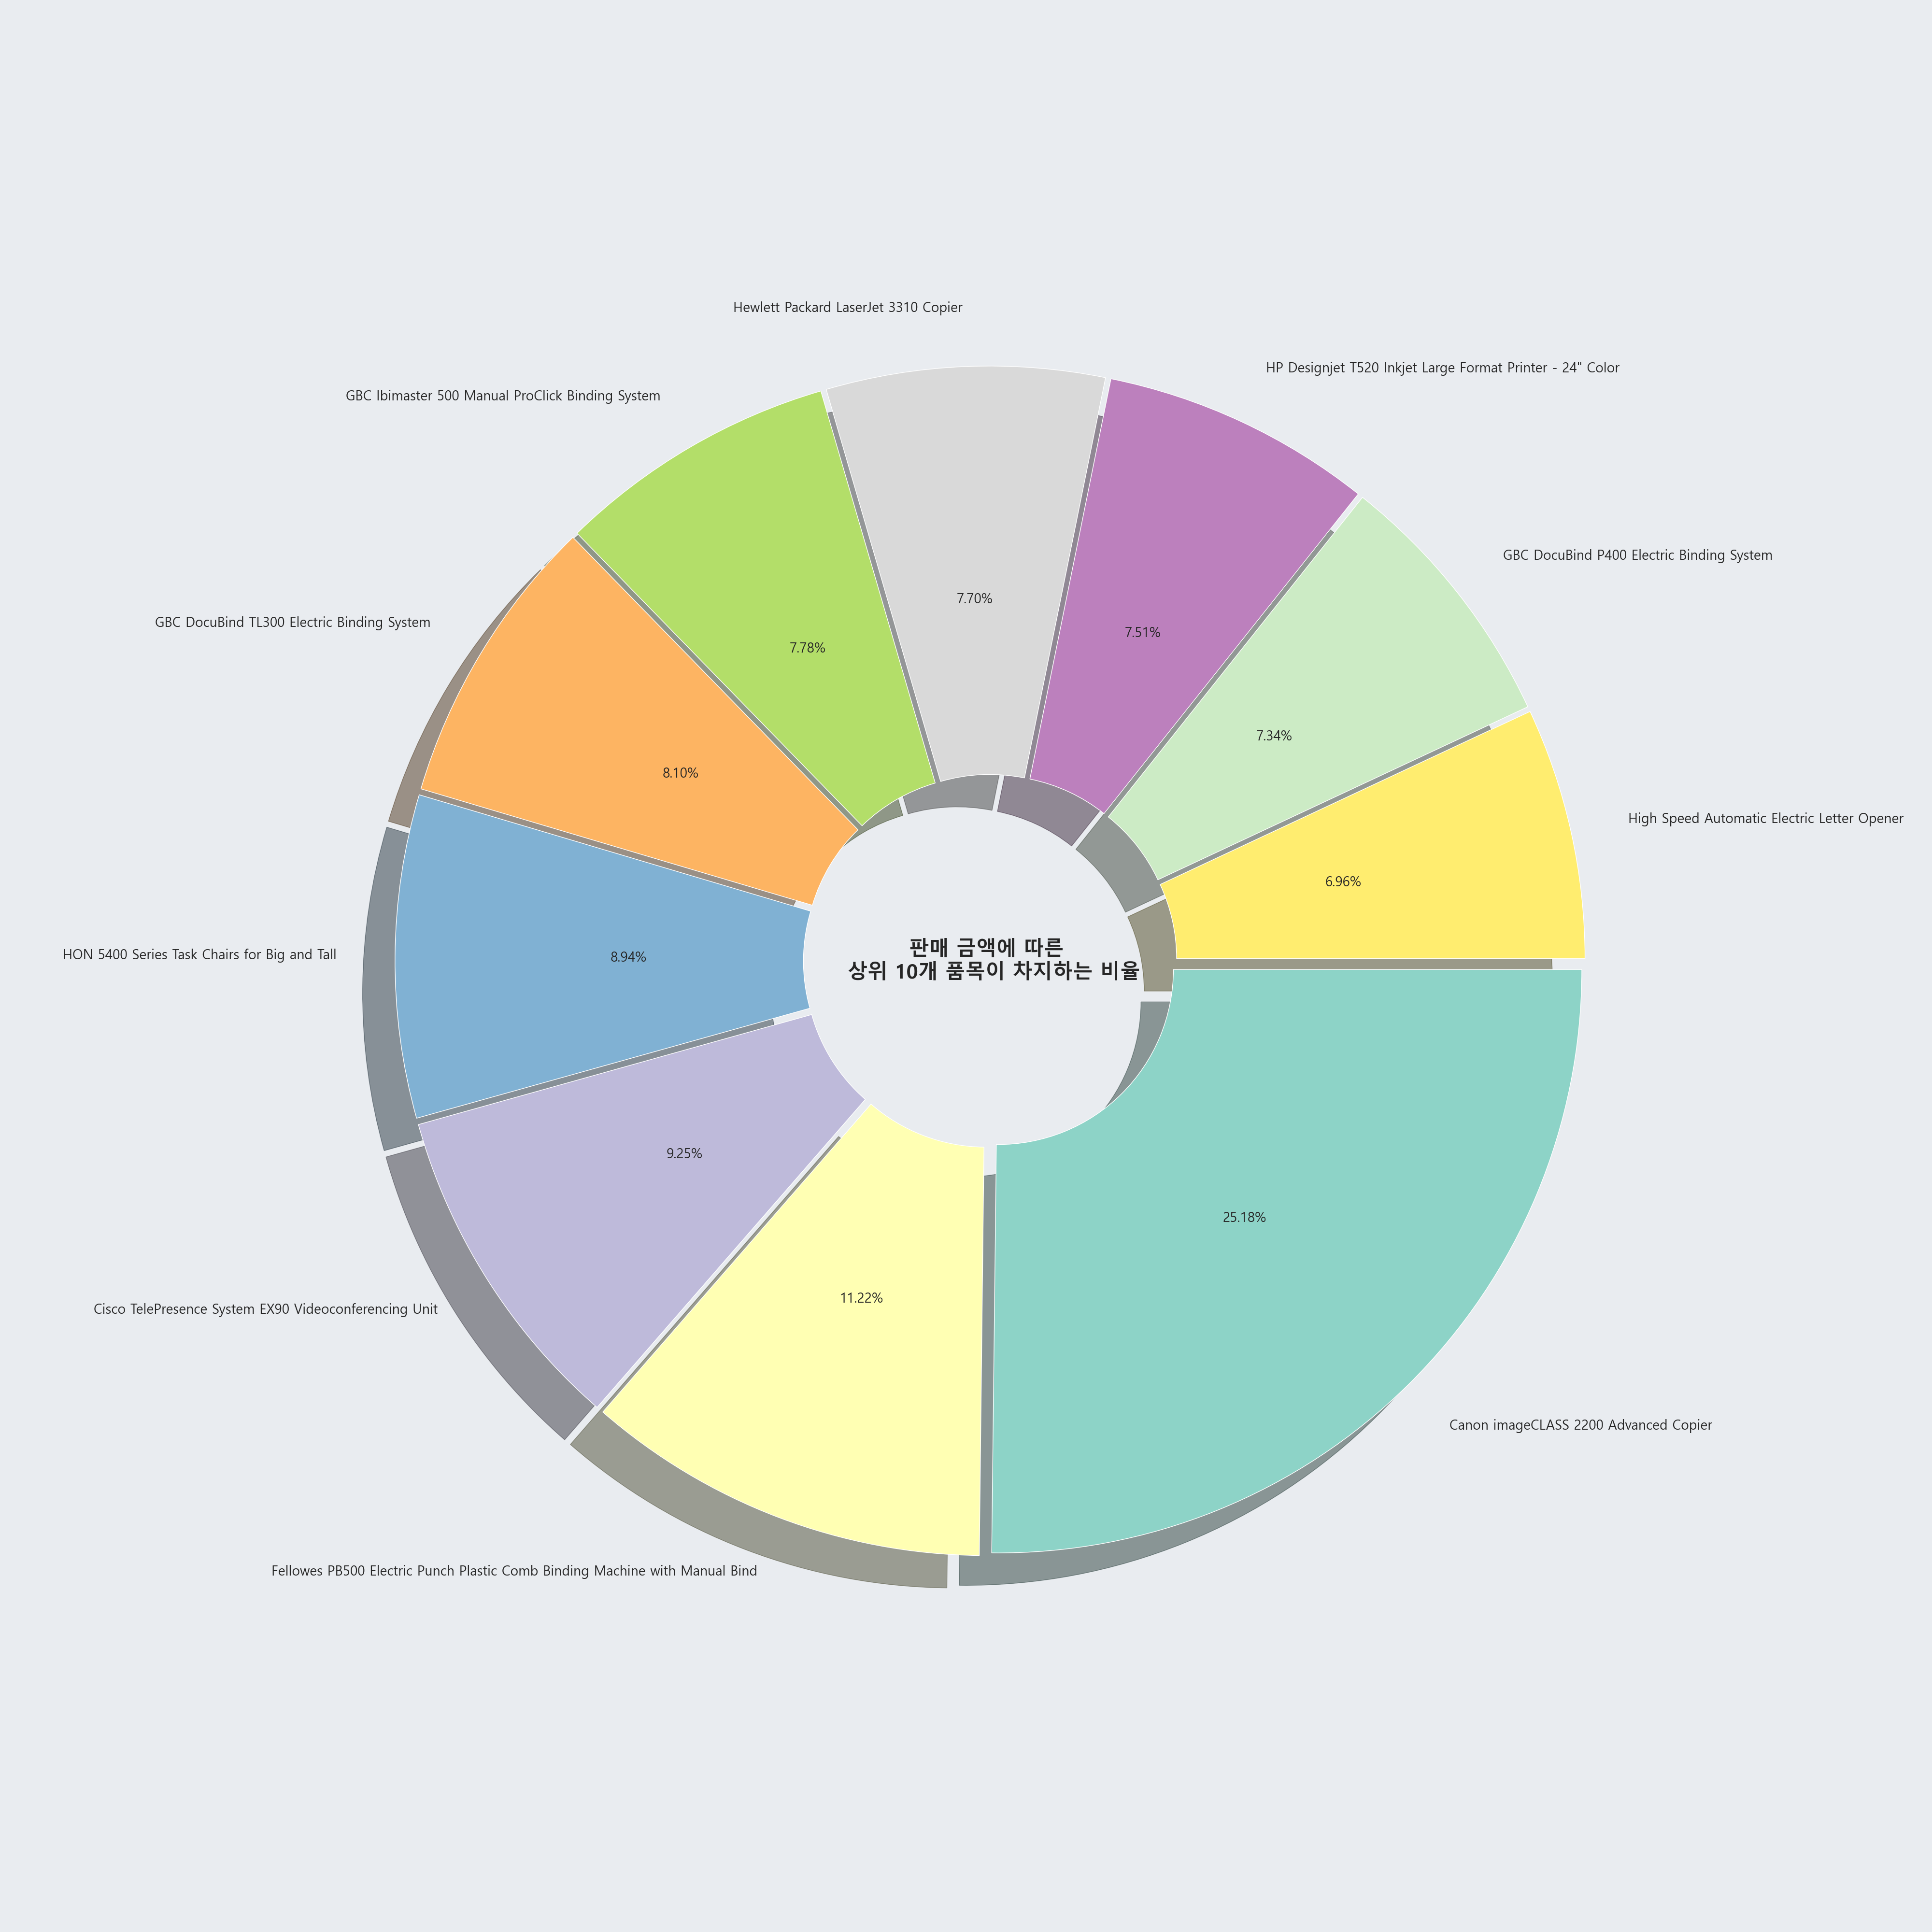 Hewlett Packard LaserJet 3310 Copier
HP Designjet T520 Inkjet Large Format Printer - 24" Color
GBC Ibimaster 500 Manual ProClick Binding System
GBC DocuBind P400 Electric Binding System
7.70%
GBC DocuBind TL300 Electric Binding System
7.51%
7.78%
7.34%
8.10%
High Speed Automatic Electric Letter Opener
6.96%
판매 금액에 따른
상위 10개 품목이 차지하는 비율
HON 5400 Series Task Chairs for Big and Tall
8.94%
9.25%
25.18%
11.22%
Cisco TelePresence System EX90 Videoconferencing Unit
Canon imageCLASS 2200 Advanced Copier
Fellowes PB500 Electric Punch Plastic Comb Binding Machine with Manual Bind